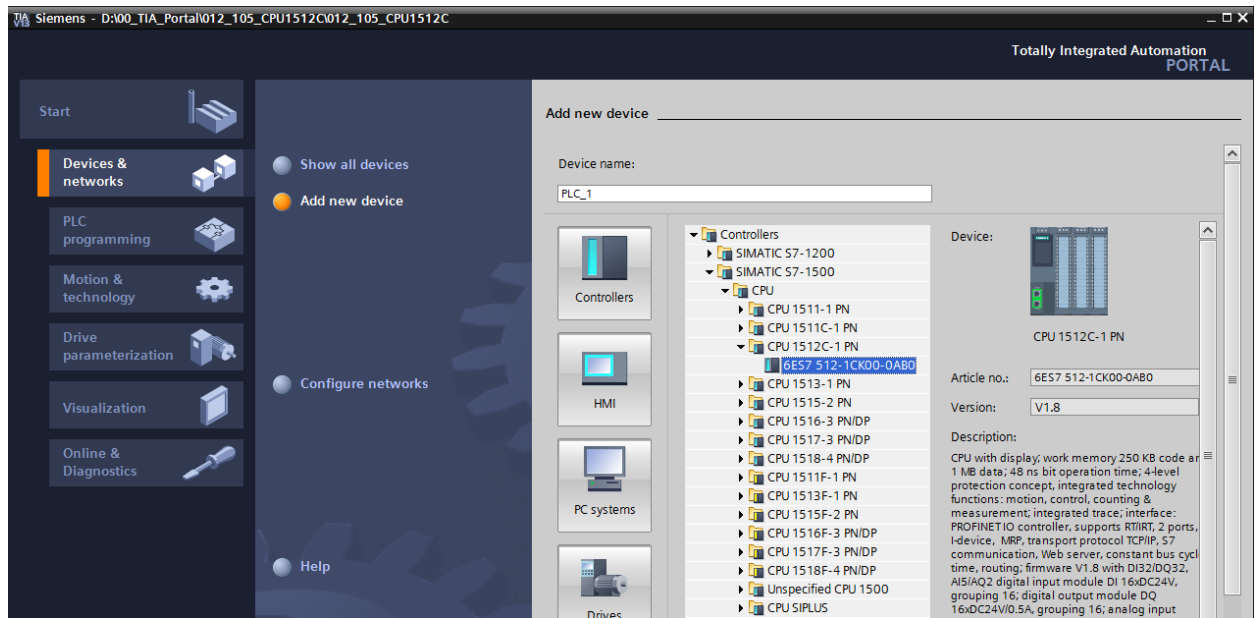 TIA V13 Siemens - D:\00_TIA_Portal\012_105_CPU1512C\012_105_CPU1512C
Totally Integrated Automation
PORTAL
Start
Devices &
networks
PLC
programming
Motion &
technology
Drive
parameterization
Visualization
Online &
Diagnostics
Show all devices
Add new device
Configure networks
Help
Add new device
Device name:
PLC_1
Controllers
HMI
PC systems
Drives
Controllers
SIMATIC S7-1200
SIMATIC S7-1500
CPU
CPU 1511-1 PN
CPU 1511C-1 PN
CPU 1512C-1 PN
6ES7 512-1CK00-0AB0
CPU 1513-1 PN
CPU 1515-2 PN
CPU 1516-3 PN/DP
CPU 1517-3 PN/DP
CPU 1518-4 PN/DP
CPU 1511F-1 PN
CPU 1513F-1 PN
CPU 1515F-2 PN
CPU 1516F-3 PN/DP
CPU 1517F-3 PN/DP
CPU 1518F-4 PN/DP
Unspecified CPU 1500
CPU SIPLUS
Device:
CPU 1512C-1 PN
Article no.: 6ES7 512-1CK00-0AB0
Version: V1.8
Description:
CPU with display; work memory 250 KB code ar
1 MB data; 48 ns bit operation time; 4-level
protection concept, integrated technology
functions: motion, control, counting &
measurement; integrated trace; interface:
PROFINET IO controller, supports RT/IRT, 2 ports,
I-device, MRP, transport protocol TCP/IP, S7
communication, Web server, constant bus cycl
time, routing; firmware V1.8 with DI32/DQ32,
AI5/AQ2 digital input module DI 16xDC24V,
grouping 16; digital output module DQ
16xDC24V/0.5A, grouping 16; analog input